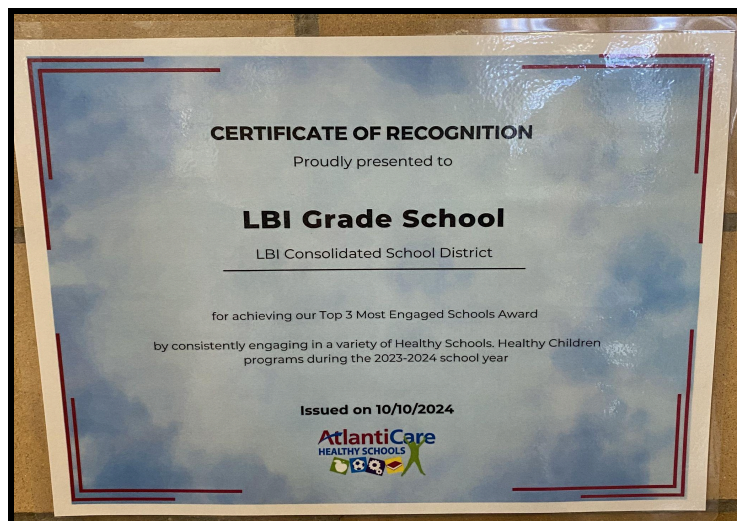 CERTIFICATE OF RECOGNITION
Proudly presented to
LBI Grade School
LBI Consolidated School District
for achieving our Top 3 Most Engaged Schools Award
by consistently engaging in a variety of Healthy Schools. Healthy Children
programs during the 2023-2024 school year
Issued on 10/10/2024
AtlantiCare
HEALTHY SCHOOLS